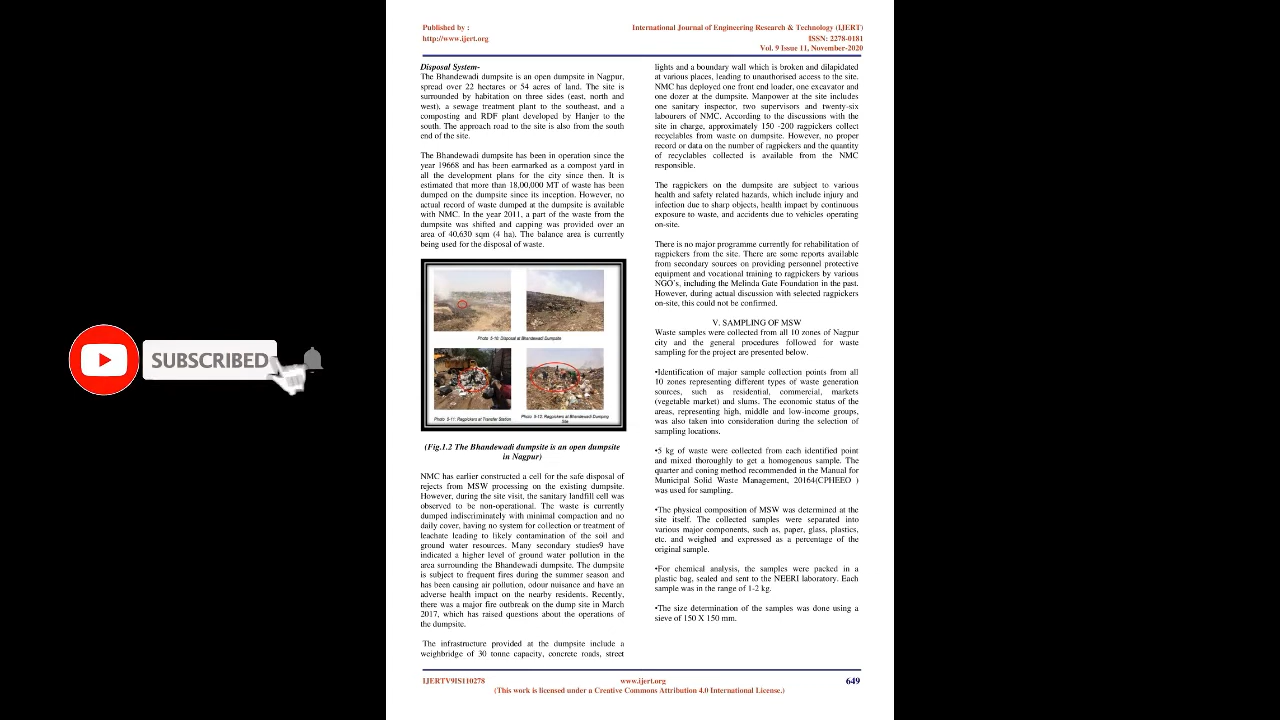 Published by :
http://www.ijert.org
International Journal of Engineering Research & Technology (IJERT)
ISSN: 2278-0181
Vol. 9 Issue 11, November-2020
Disposal System-
The Bhandewadi dumpsite is an open dumpsite in Nagpur,
spread over 22 hectares or 54 acres of land. The site is
surrounded by habitation on three sides (east, north and
west), a sewage treatment plant to the southeast, and a
composting and RDF plant developed by Hanjer to the
south. The approach road to the site is also from the south
end of the site.
The Bhandewadi dumpsite has been in operation since the
year 19668 and has been earmarked as a compost yard in
all the development plans for the city since then. It is
estimated that more than 18,00,000 MT of waste has been
dumped on the dumpsite since its inception. However, no
actual record of waste dumped at the dumpsite is available
with NMC. In the year 2011, a part of the waste from the
dumpsite was shifted and capping was provided over an
area of 40,630 sqm (4 ha). The balance area is currently
being used for the disposal of waste.
Photo 5-10: Disposal at Bhandewadi Dumpsite
Photo 5-11: Ragpickers at Transfer Station
Photo 5-12: Ragpickers at Bhandewadi Dumping
Site
(Fig.1.2 The Bhandewadi dumpsite is an open dumpsite
in Nagpur)
NMC has earlier constructed a cell for the safe disposal of
rejects from MSW processing on the existing dumpsite.
However, during the site visit, the sanitary landfill cell was
observed to be non-operational. The waste is currently
dumped indiscriminately with minimal compaction and no
daily cover, having no system for collection or treatment of
leachate leading to likely contamination of the soil and
ground water resources. Many secondary studies9 have
indicated a higher level of ground water pollution in the
area surrounding the Bhandewadi dumpsite. The dumpsite
is subject to frequent fires during the summer season and
has been causing air pollution, odour nuisance and have an
adverse health impact on the nearby residents. Recently,
there was a major fire outbreak on the dump site in March
2017, which has raised questions about the operations of
the dumpsite.
The infrastructure provided at the dumpsite include a
weighbridge of 30 tonne capacity, concrete roads, street
lights and a boundary wall which is broken and dilapidated
at various places, leading to unauthorised access to the site.
NMC has deployed one front end loader, one excavator and
one dozer at the dumpsite. Manpower at the site includes
one sanitary inspector, two supervisors and twenty-six
labourers of NMC. According to the discussions with the
site in charge, approximately 150 -200 ragpickers collect
recyclables from waste on dumpsite. However, no proper
record or data on the number of ragpickers and the quantity
of recyclables collected is available from the NMC
responsible.
The ragpickers on the dumpsite are subject to various
health and safety related hazards, which include injury and
infection due to sharp objects, health impact by continuous
exposure to waste, and accidents due to vehicles operating
on-site.
There is no major programme currently for rehabilitation of
ragpickers from the site. There are some reports available
from secondary sources on providing personnel protective
equipment and vocational training to ragpickers by various
NGO's, including the Melinda Gate Foundation in the past.
However, during actual discussion with selected ragpickers
on-site, this could not be confirmed.
V. SAMPLING OF MSW
Waste samples were collected from all 10 zones of Nagpur
city and the general procedures followed for waste
sampling for the project are presented below.
•Identification of major sample collection points from all
10 zones representing different types of waste generation
sources, such as residential, commercial, markets
(vegetable market) and slums. The economic status of the
areas, representing high, middle and low-income groups,
was also taken into consideration during the selection of
sampling locations.
•5 kg of waste were collected from each identified point
and mixed thoroughly to get a homogenous sample. The
quarter and coning method recommended in the Manual for
Municipal Solid Waste Management, 20164(CPHEEO )
was used for sampling.
•The physical composition of MSW was determined at the
site itself. The collected samples were separated into
various major components, such as. paper, glass, plastics,
etc. and weighed and expressed as a percentage of the
original sample.
•For chemical analysis, the samples were packed in a
plastic bag, sealed and sent to the NEERI laboratory. Each
sample was in the range of 1-2 kg.
•The size determination of the samples was done using a
sieve of 150 X 150 mm.
SUBSCRIBED
IJERTV9IS110278
www.ijert.org
649
(This work is licensed under a Creative Commons Attribution 4.0 International License.)